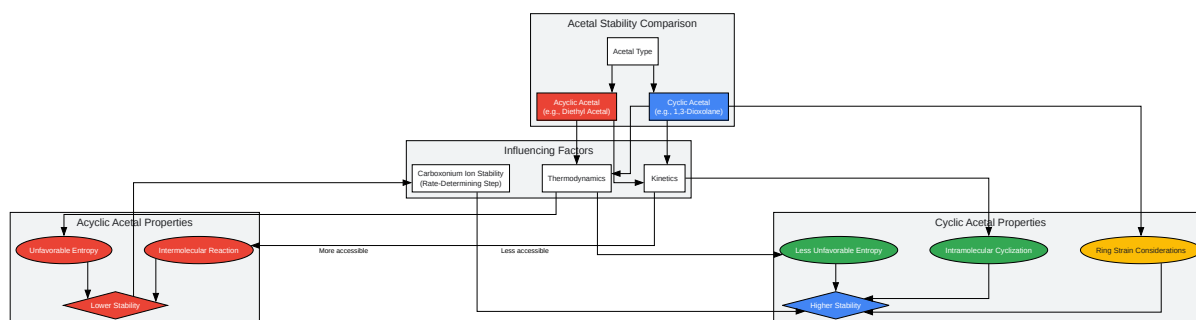 Acetal Stability Comparison
Acetal Type
Acyclic Acetal
(e.g., Diethyl Acetal)
Cyclic Acetal
(e.g., 1,3-Dioxolane)
Influencing Factors
Carboxonium Ion Stability
(Rate-Determining Step)
Thermodynamics
Kinetics
Acyclic Acetal Properties
Unfavorable Entropy
Intermolecular Reaction
More accessible
Less accessible
Lower Stability
Cyclic Acetal Properties
Less Unfavorable Entropy
Intramolecular Cyclization
Ring Strain Considerations
Higher Stability